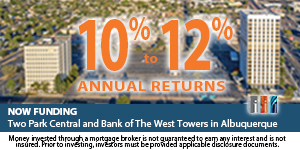 10% to 12%
ANNUAL RETURNS
NOW FUNDING
Two Park Central and Bank of The West Towers in Albuquerque
Money invested through a mortgage broker is not guranteed to earn any interest and is not
insured. Prior to investing, investors must be provided applicable disclosure documents.